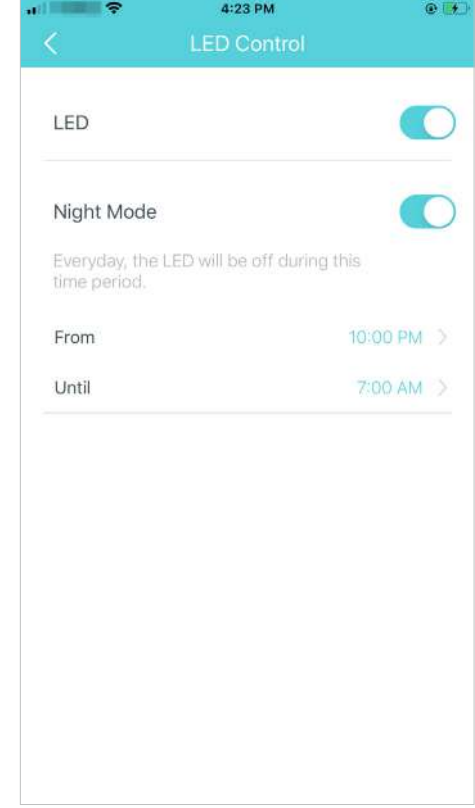 4:23 PM
LED Control
LED
Night Mode
Everyday, the LED will be off during this
time period.
From 10:00 PM
Until 7:00 AM